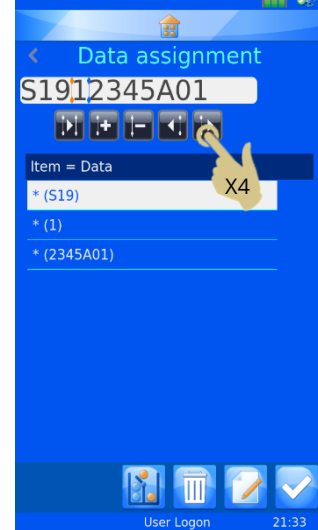 Data assignment
S1912345A01
X4
Item = Data
* (S19)
* (1)
* (2345A01)
User Logon 21:33